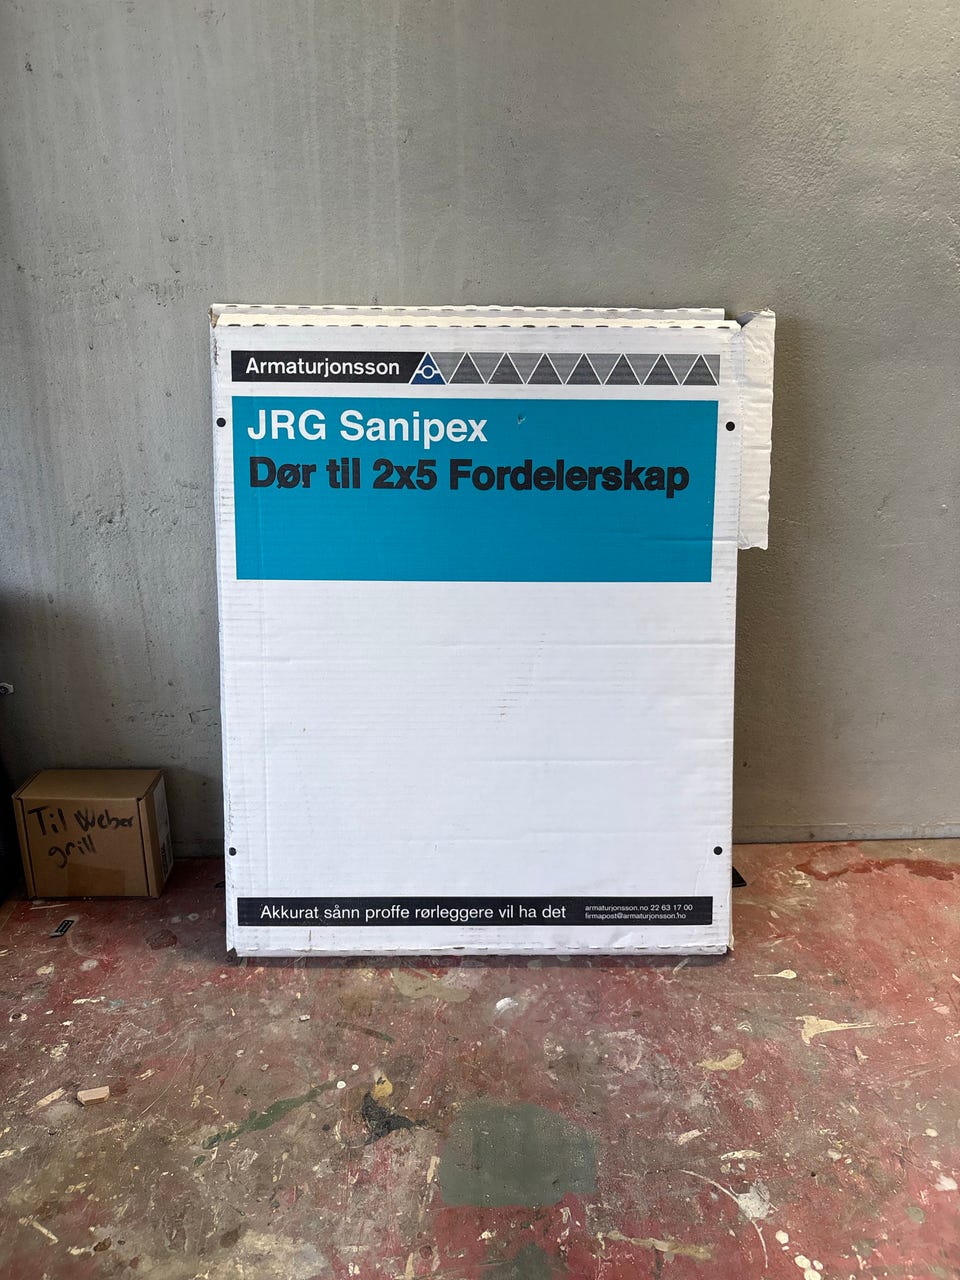 Armaturjonsson
JRG Sanipex
Dør til 2x5 Fordelerskap
Til Weber
grill
Akkurat sånn proffe rørleggere vil ha det
armaturjonsson.no 22 63 17 00
firmapost@armaturjonsson.no